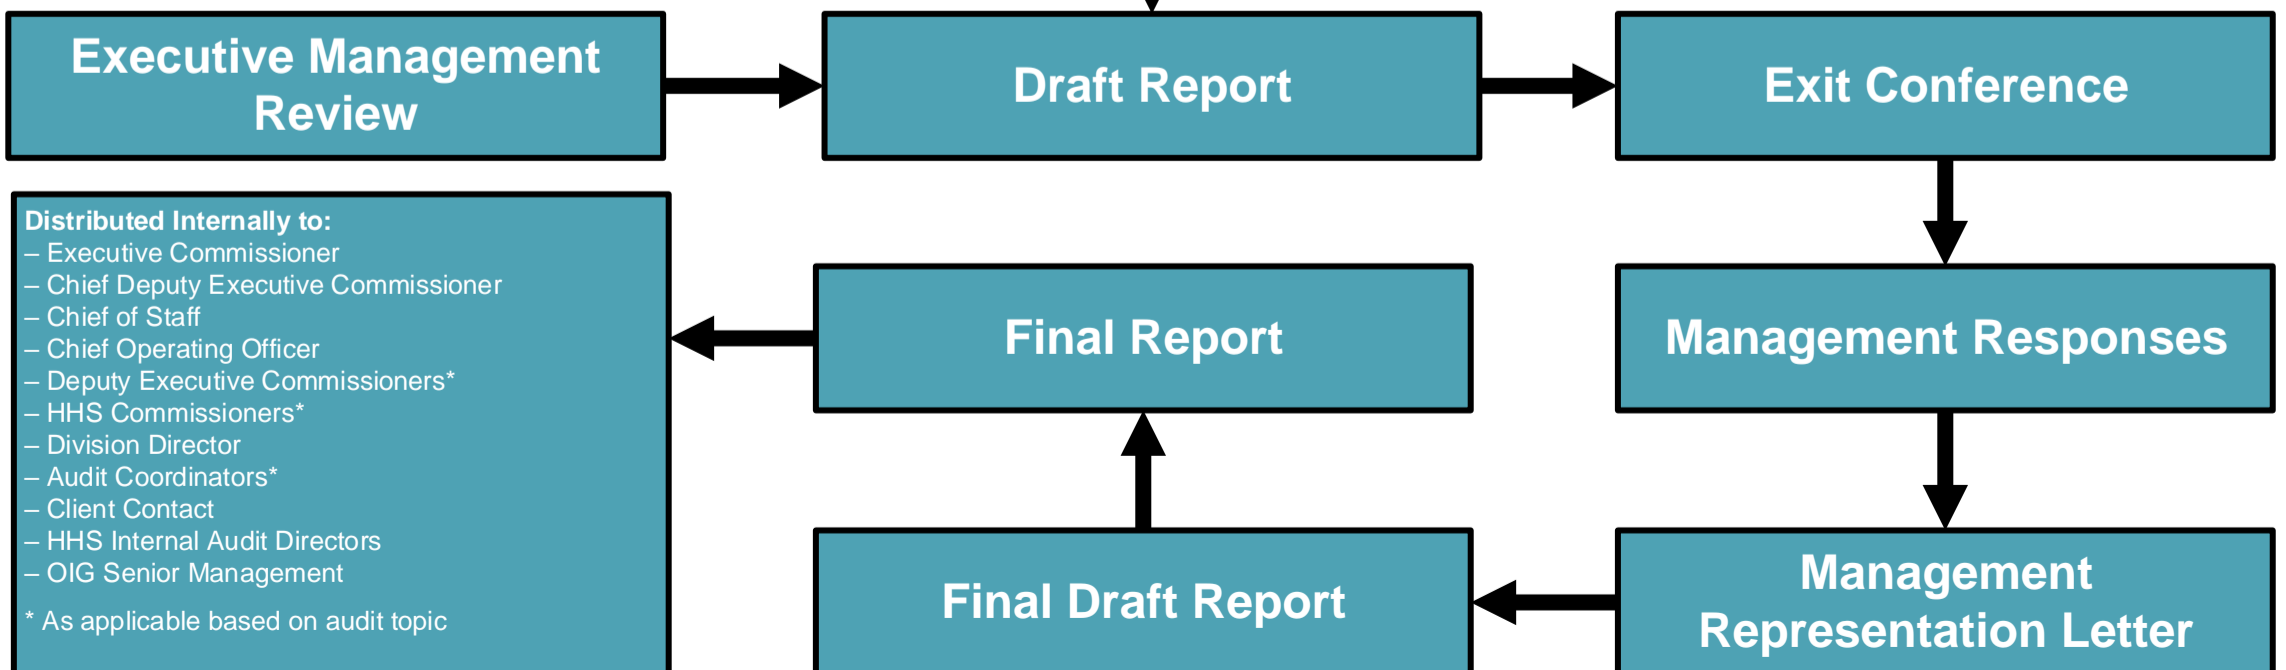 Executive Management
Review
Draft Report
Exit Conference
Management Responses
Management
Representation Letter
Final Draft Report
Final Report
Distributed Internally to:
– Executive Commissioner
– Chief Deputy Executive Commissioner
– Chief of Staff
– Chief Operating Officer
– Deputy Executive Commissioners*
– HHS Commissioners*
– Division Director
– Audit Coordinators*
– Client Contact
– HHS Internal Audit Directors
– OIG Senior Management
* As applicable based on audit topic